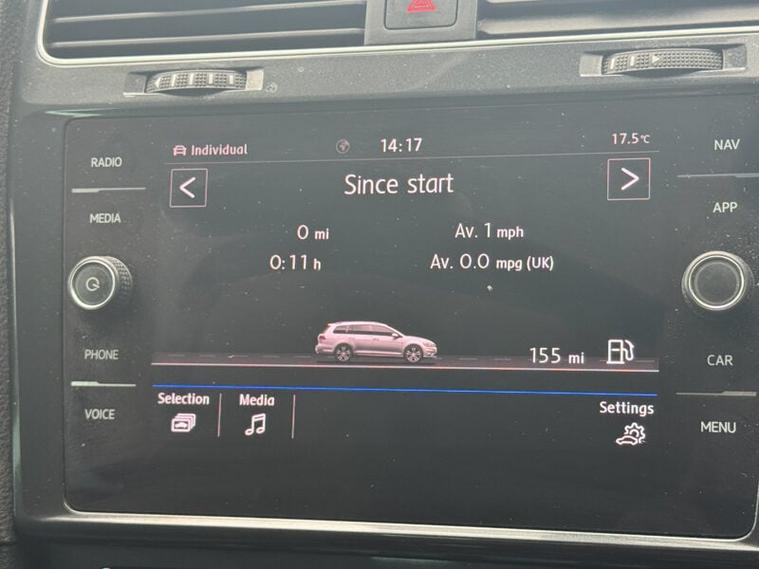 RADIO
MEDIA
PHONE
VOICE
Individual
14:17
17.5°C
Since start
0 mi
Av. 1 mph
0:11 h
Av. 0.0 mpg (UK)
155 mi
Selection
Media
Settings
NAV
APP
CAR
MENU